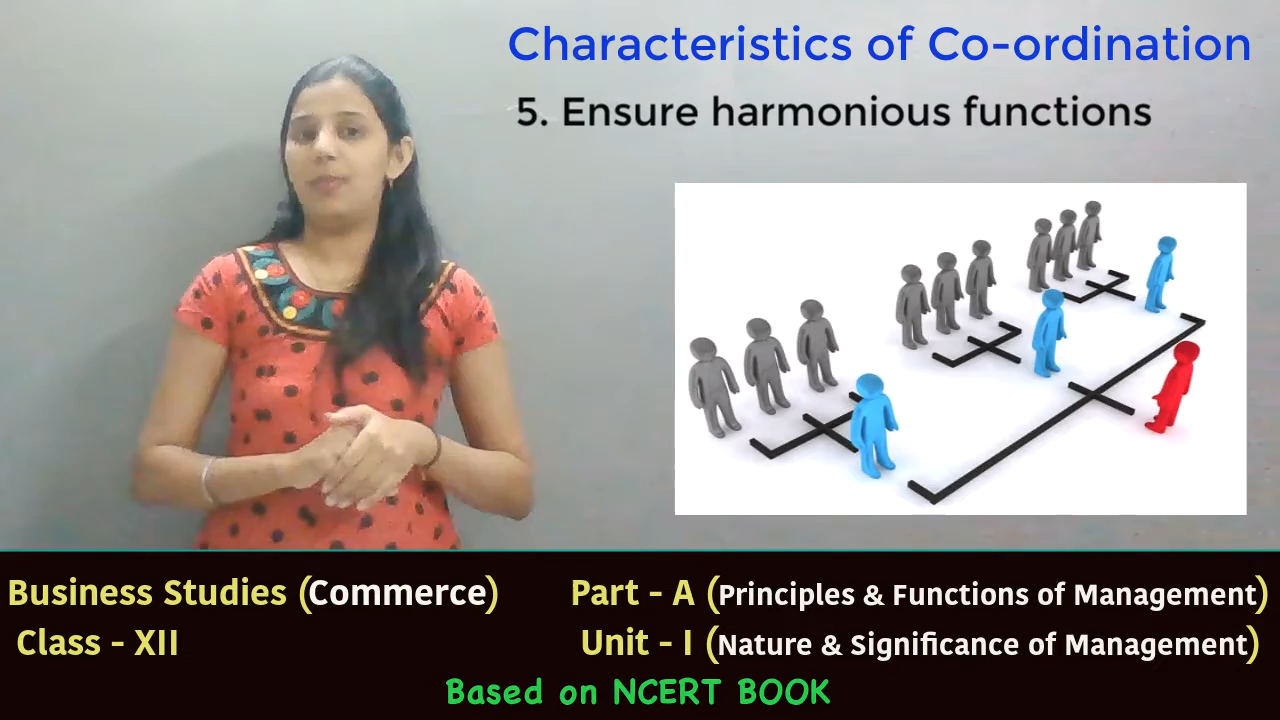 Characteristics of Co-ordination
5. Ensure harmonious functions
Business Studies (Commerce)
Part - A (Principles & Functions of Management)
Class - XII
Unit - I (Nature & Significance of Management)
Based on NCERT BOOK